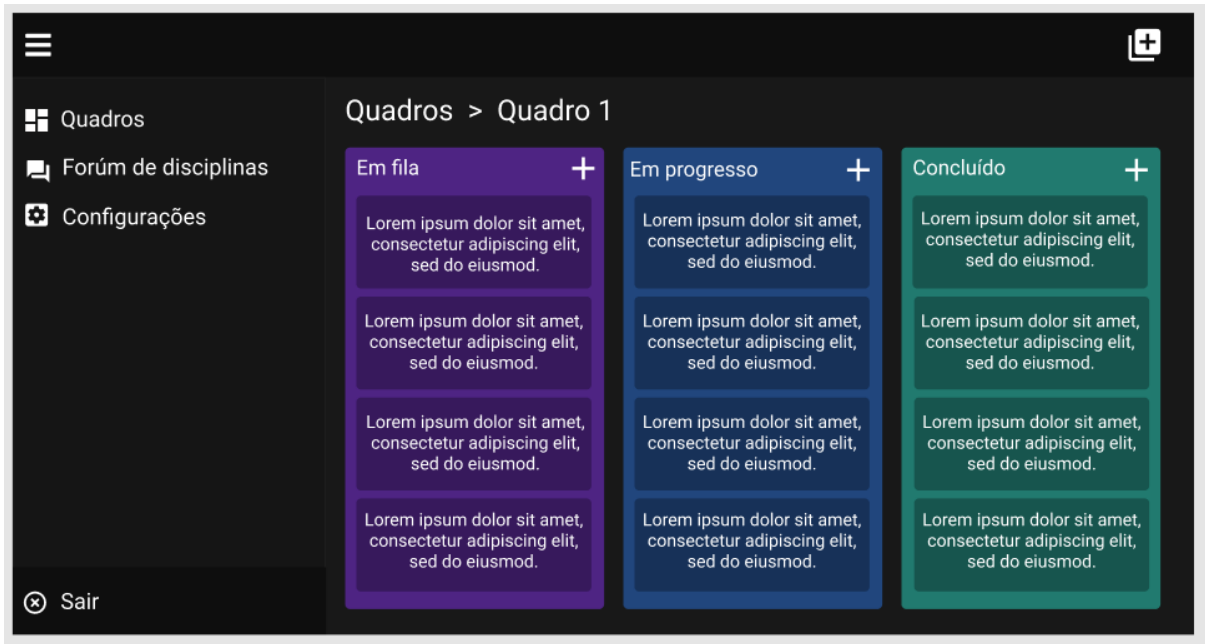 Quadros
Forúm de disciplinas
Configurações
Sair
Quadros > Quadro 1
Em fila
Lorem ipsum dolor sit amet,
consectetur adipiscing elit,
sed do eiusmod.
Lorem ipsum dolor sit amet,
consectetur adipiscing elit,
sed do eiusmod.
Lorem ipsum dolor sit amet,
consectetur adipiscing elit,
sed do eiusmod.
Lorem ipsum dolor sit amet,
consectetur adipiscing elit,
sed do eiusmod.
Em progresso
Lorem ipsum dolor sit amet,
consectetur adipiscing elit,
sed do eiusmod.
Lorem ipsum dolor sit amet,
consectetur adipiscing elit,
sed do eiusmod.
Lorem ipsum dolor sit amet,
consectetur adipiscing elit,
sed do eiusmod.
Lorem ipsum dolor sit amet,
consectetur adipiscing elit,
sed do eiusmod.
Concluído
Lorem ipsum dolor sit amet,
consectetur adipiscing elit,
sed do eiusmod.
Lorem ipsum dolor sit amet,
consectetur adipiscing elit,
sed do eiusmod.
Lorem ipsum dolor sit amet,
consectetur adipiscing elit,
sed do eiusmod.
Lorem ipsum dolor sit amet,
consectetur adipiscing elit,
sed do eiusmod.